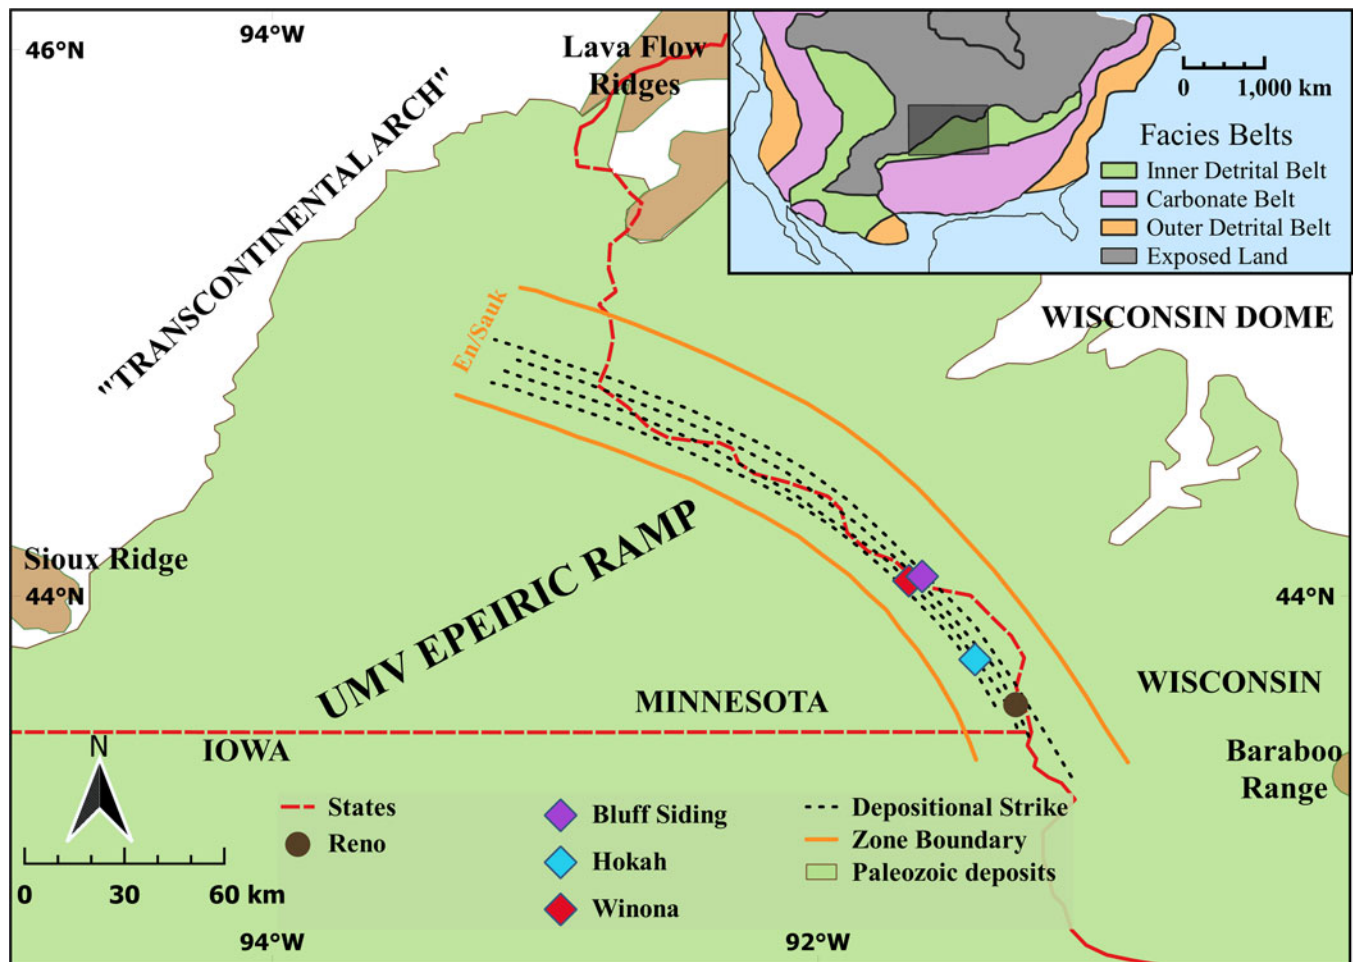 94°W
46°N
Lava Flow
Ridges
"TRANSCONTINENTAL ARCH"
0 1,000 km
Facies Belts
Inner Detrital Belt
Carbonate Belt
Outer Detrital Belt
Exposed Land
WISCONSIN DOME
En/Sauk
Sioux Ridge
44°N
44°N
UMV EPEIRIC RAMP
MINNESOTA
WISCONSIN
IOWA
N
Baraboo
Range
States
Reno
Bluff Siding
Hokah
Winona
Depositional Strike
Zone Boundary
Paleozoic deposits
0 30 60 km
94°W
92°W